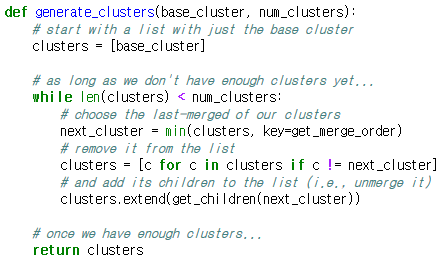 def generate_clusters(base_cluster, num_clusters):
    # start with a list with just the base cluster
    clusters = [base_cluster]

    # as long as we don't have enough clusters yet...
    while len(clusters) < num_clusters:
        # choose the last-merged of our clusters
        next_cluster = min(clusters, key=get_merge_order)
        # remove it from the list
        clusters = [c for c in clusters if c != next_cluster]
        # and add its children to the list (i.e., unmerge it)
        clusters.extend(get_children(next_cluster))

    # once we have enough clusters...
    return clusters